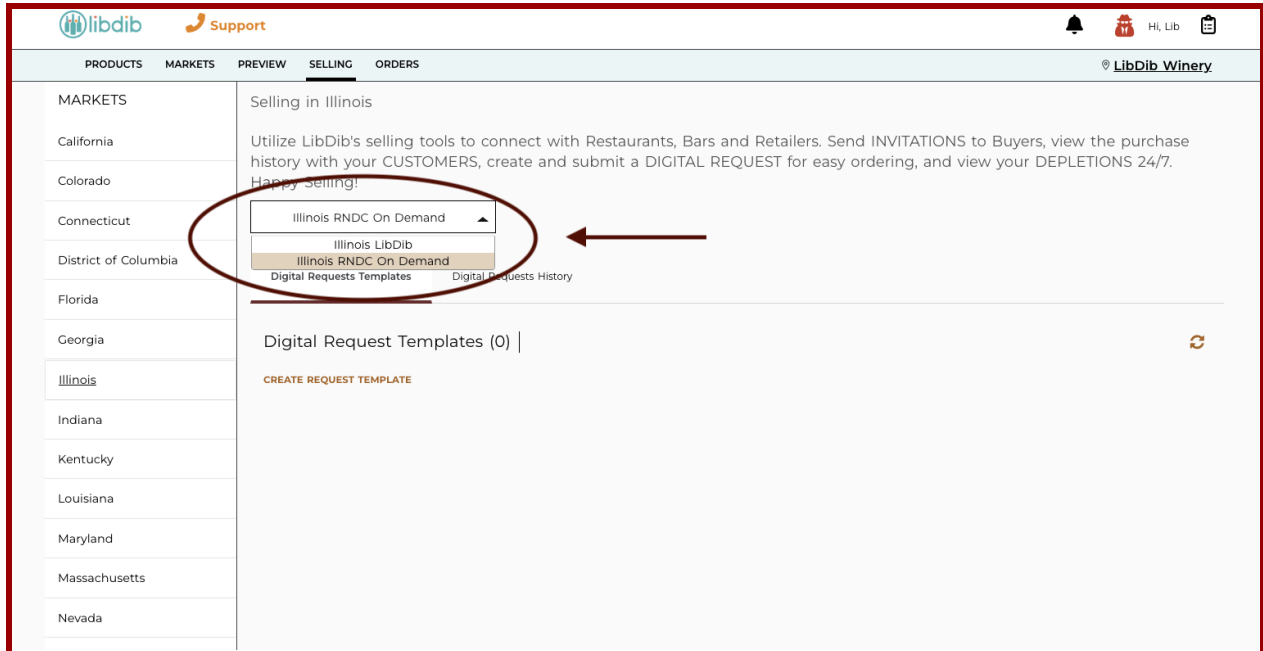 libdib
Support
Hi, Lib
PRODUCTS MARKETS PREVIEW SELLING ORDERS
LibDib Winery
MARKETS
California
Colorado
Connecticut
District of Columbia
Florida
Georgia
Illinois
Indiana
Kentucky
Louisiana
Maryland
Massachusetts
Nevada
Selling in Illinois
Utilize LibDib's selling tools to connect with Restaurants, Bars and Retailers. Send INVITATIONS to Buyers, view the purchase
history with your CUSTOMERS, create and submit a DIGITAL REQUEST for easy ordering, and view your DEPLETIONS 24/7.
Happy Selling!
Illinois RNDC On Demand
Illinois LibDib
Illinois RNDC On Demand
Digital Requests Templates Digital Requests History
Digital Request Templates (0)
CREATE REQUEST TEMPLATE